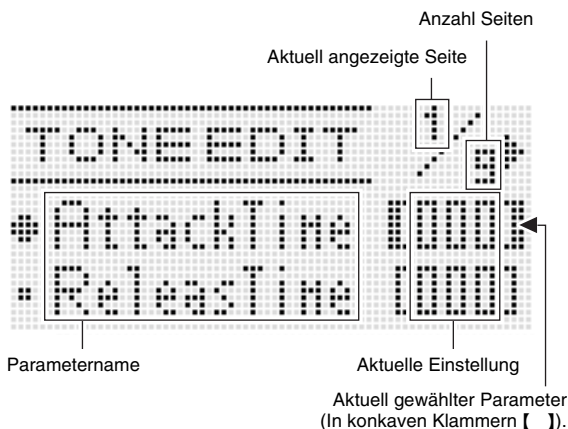 Anzahl Seiten
Aktuell angezeigte Seite
TONE EDIT 1/9
AttackTime 【000】
ReleasTime [000]
Parametername
Aktuelle Einstellung
Aktuell gewählter Parameter
(In konkaven Klammern【 】).